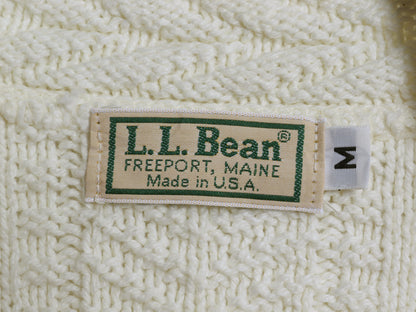 L.L. Bean®
FREEPORT, MAINE
Made in U.S.A.
M